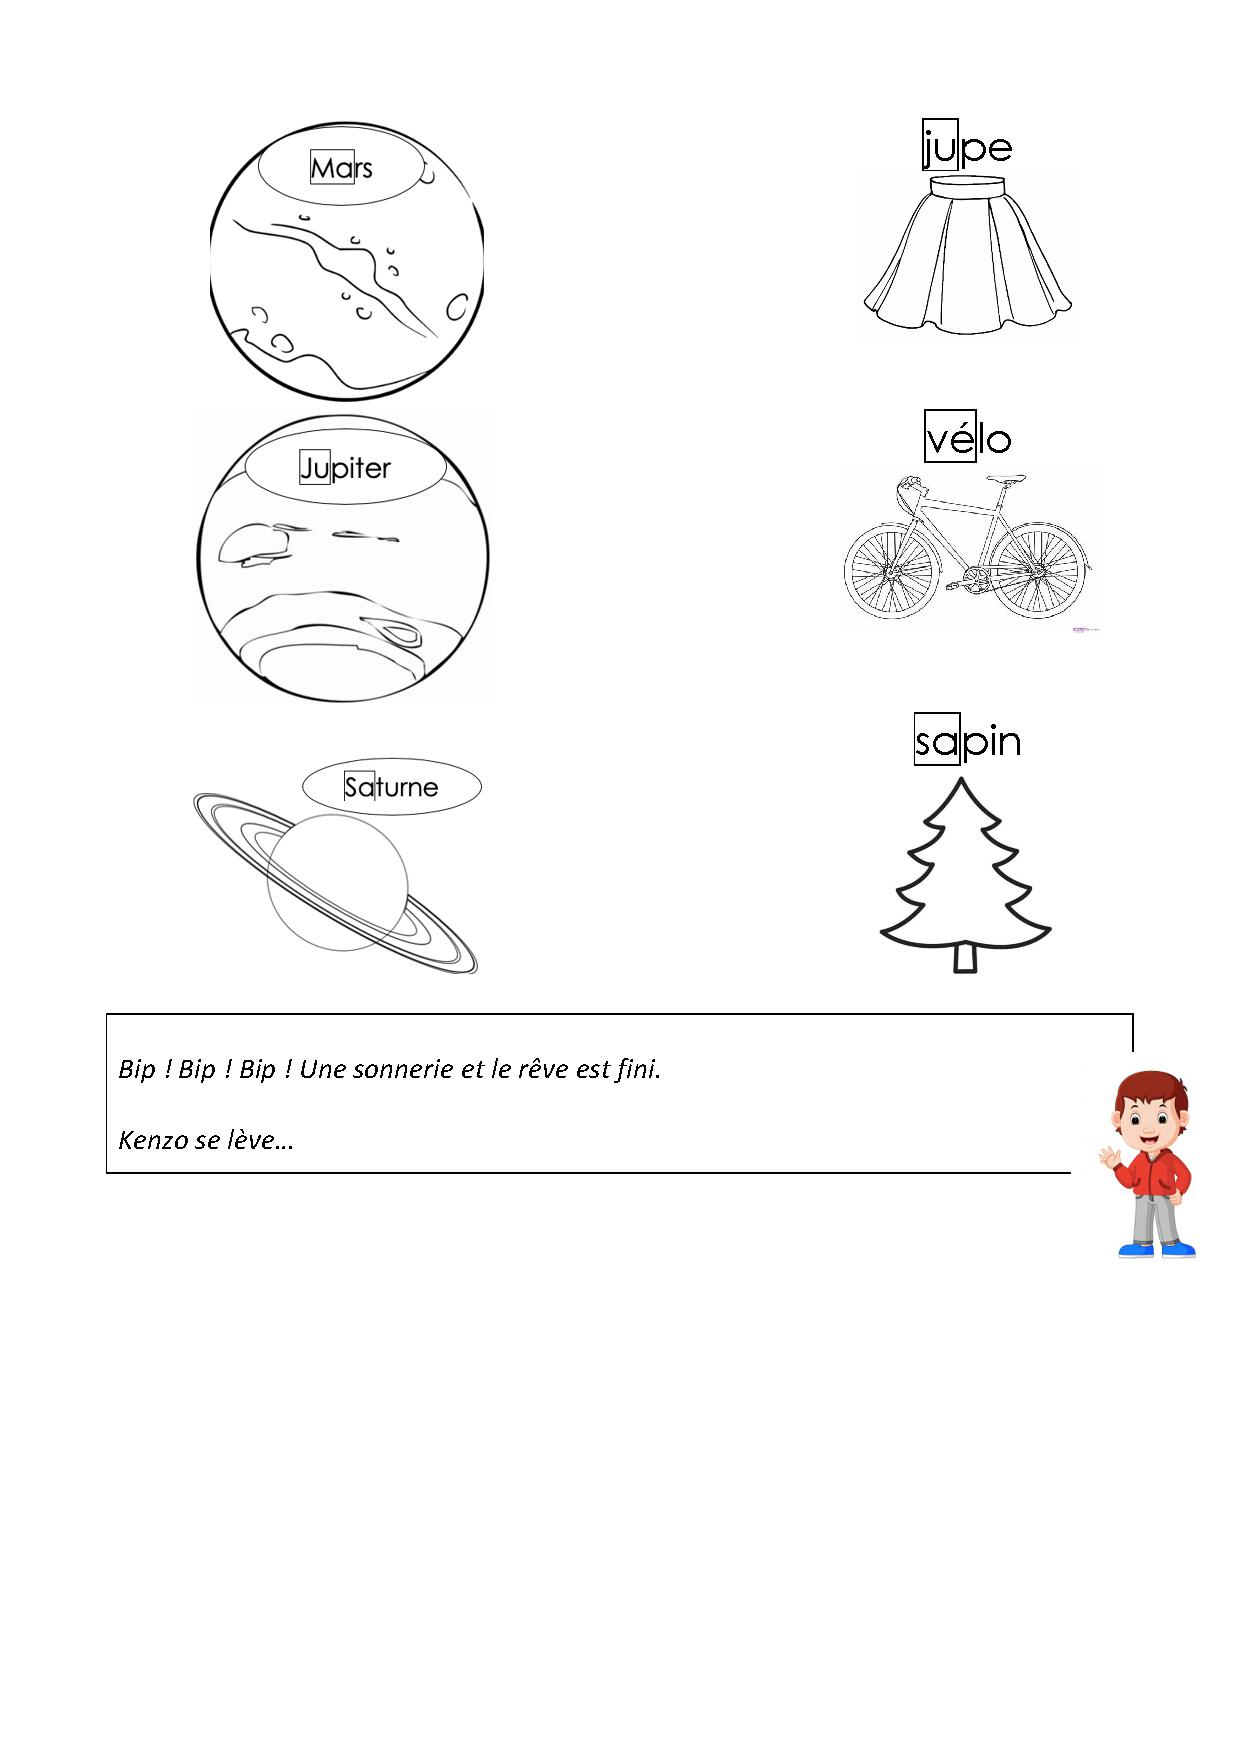 Mars
jupe
Jupiter
vélo
Saturne
sapin
Bip ! Bip ! Bip ! Une sonnerie et le rêve est fini.
Kenzo se lève...